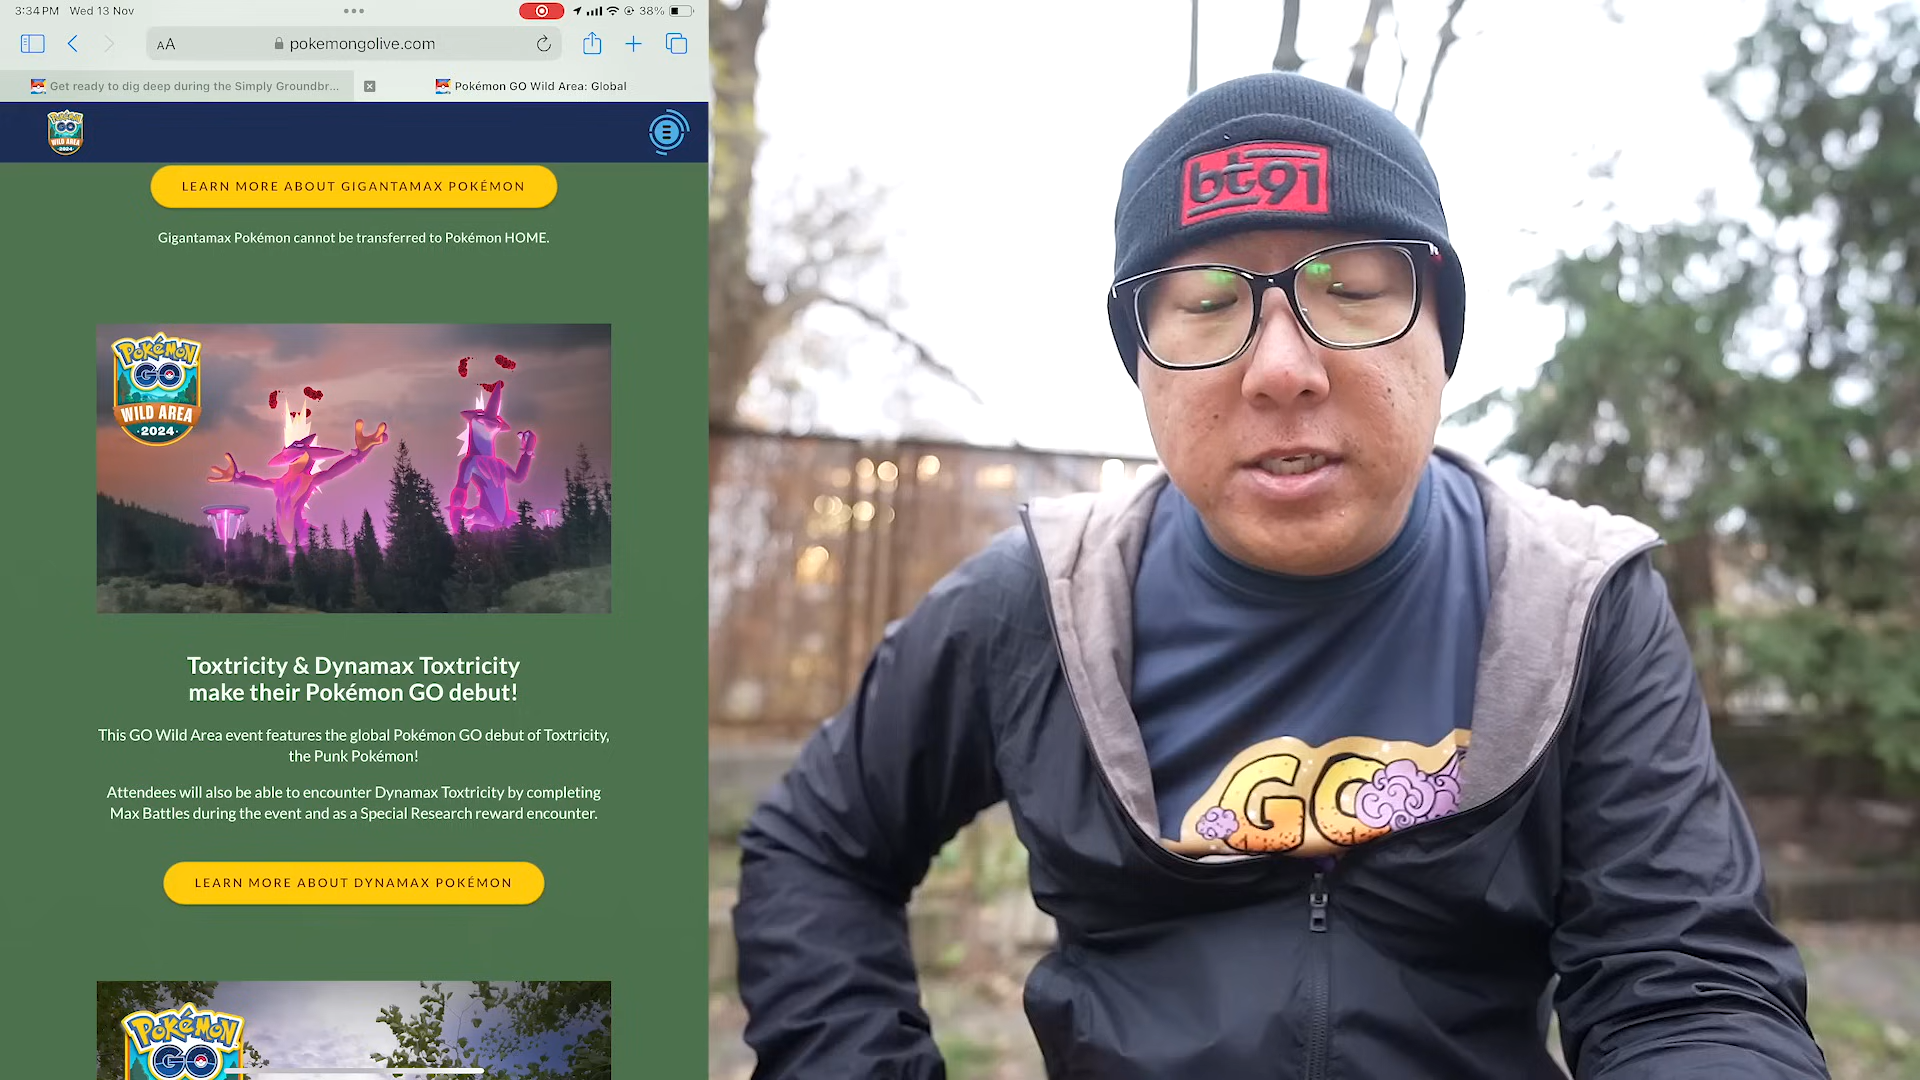 3:34 PM Wed 13 Nov
38%
AA
pokemongolive.com
Get ready to dig deep during the Simply Groundbr...
Pokémon GO Wild Area: Global
Pokémon
GO
WILD AREA
2024
LEARN MORE ABOUT GIGANTAMAX POKÉMON
Gigantamax Pokémon cannot be transferred to Pokémon HOME.
POKéMON
GO
WILD AREA
·2024·
Toxtricity & Dynamax Toxtricity
make their Pokémon GO debut!
This GO Wild Area event features the global Pokémon GO debut of Toxtricity,
the Punk Pokémon!
Attendees will also be able to encounter Dynamax Toxtricity by completing
Max Battles during the event and as a Special Research reward encounter.
LEARN MORE ABOUT DYNAMAX POKÉMON
POKéMON
GO
bt91
GO